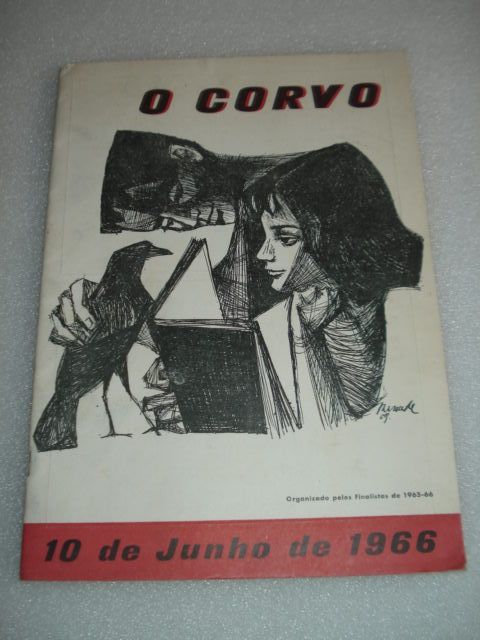 O CORVO
Organizado pelos Finalistas de 1965-66
10 de Junho de 1966